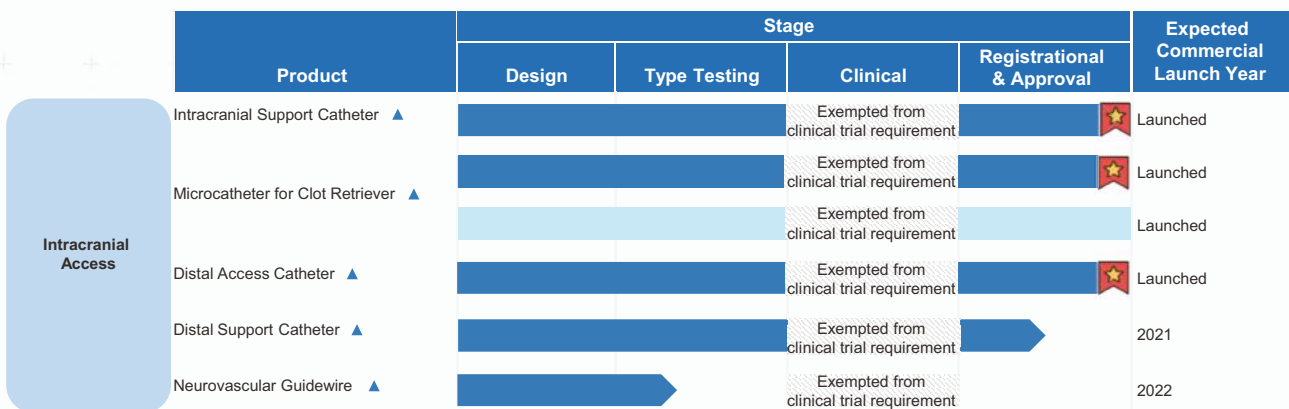 Product
Stage
Design
Type Testing
Clinical
Registrational
& Approval
Expected
Commercial
Launch Year
Intracranial
Access
Intracranial Support Catheter ▲
Exempted from
clinical trial requirement
Launched
Microcatheter for Clot Retriever ▲
Exempted from
clinical trial requirement
Launched
Exempted from
clinical trial requirement
Launched
Distal Access Catheter ▲
Exempted from
clinical trial requirement
Launched
Distal Support Catheter ▲
Exempted from
clinical trial requirement
2021
Neurovascular Guidewire ▲
Exempted from
clinical trial requirement
2022